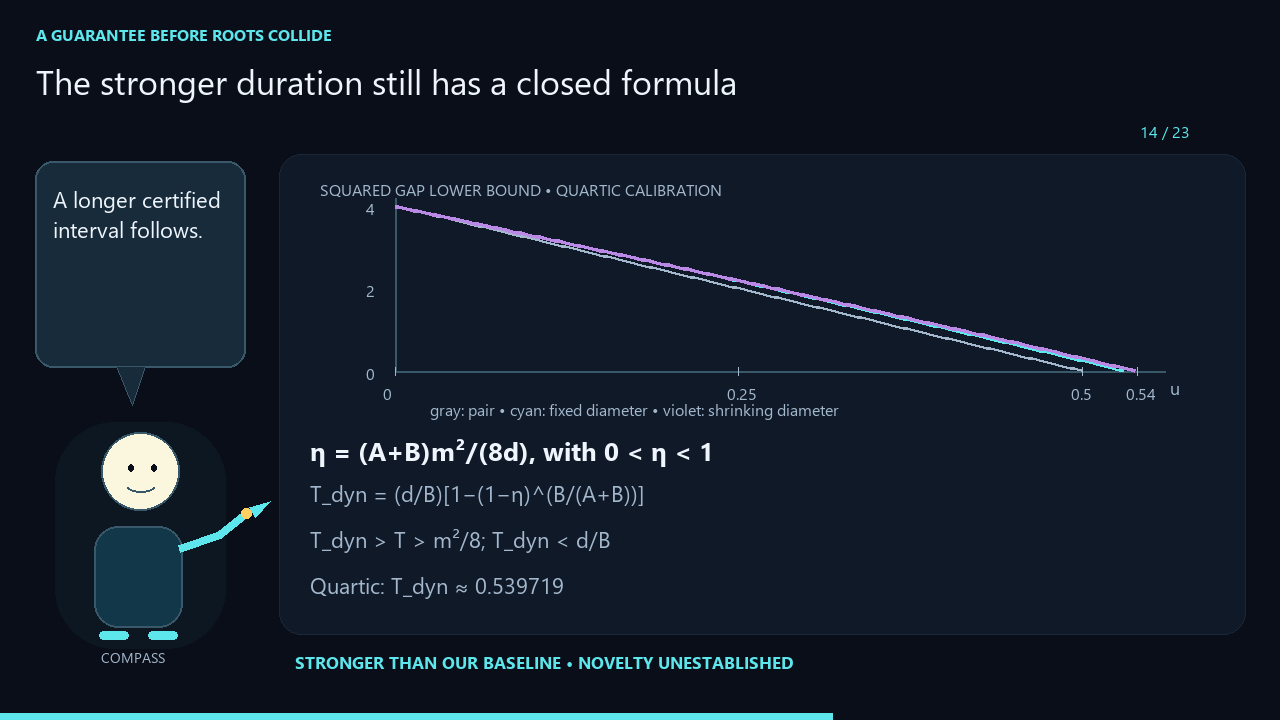 A GUARANTEE BEFORE ROOTS COLLIDE
The stronger duration still has a closed formula
14 / 23
A longer certified
interval follows.
SQUARED GAP LOWER BOUND • QUARTIC CALIBRATION
4
2
0
0
0.25
0.5
0.54
u
gray: pair • cyan: fixed diameter • violet: shrinking diameter
η = (A+B)m²/(8d), with 0 < η < 1
T_dyn = (d/B)[1−(1−η)^(B/(A+B))]
T_dyn > T > m²/8; T_dyn < d/B
Quartic: T_dyn ≈ 0.539719
COMPASS
STRONGER THAN OUR BASELINE • NOVELTY UNESTABLISHED